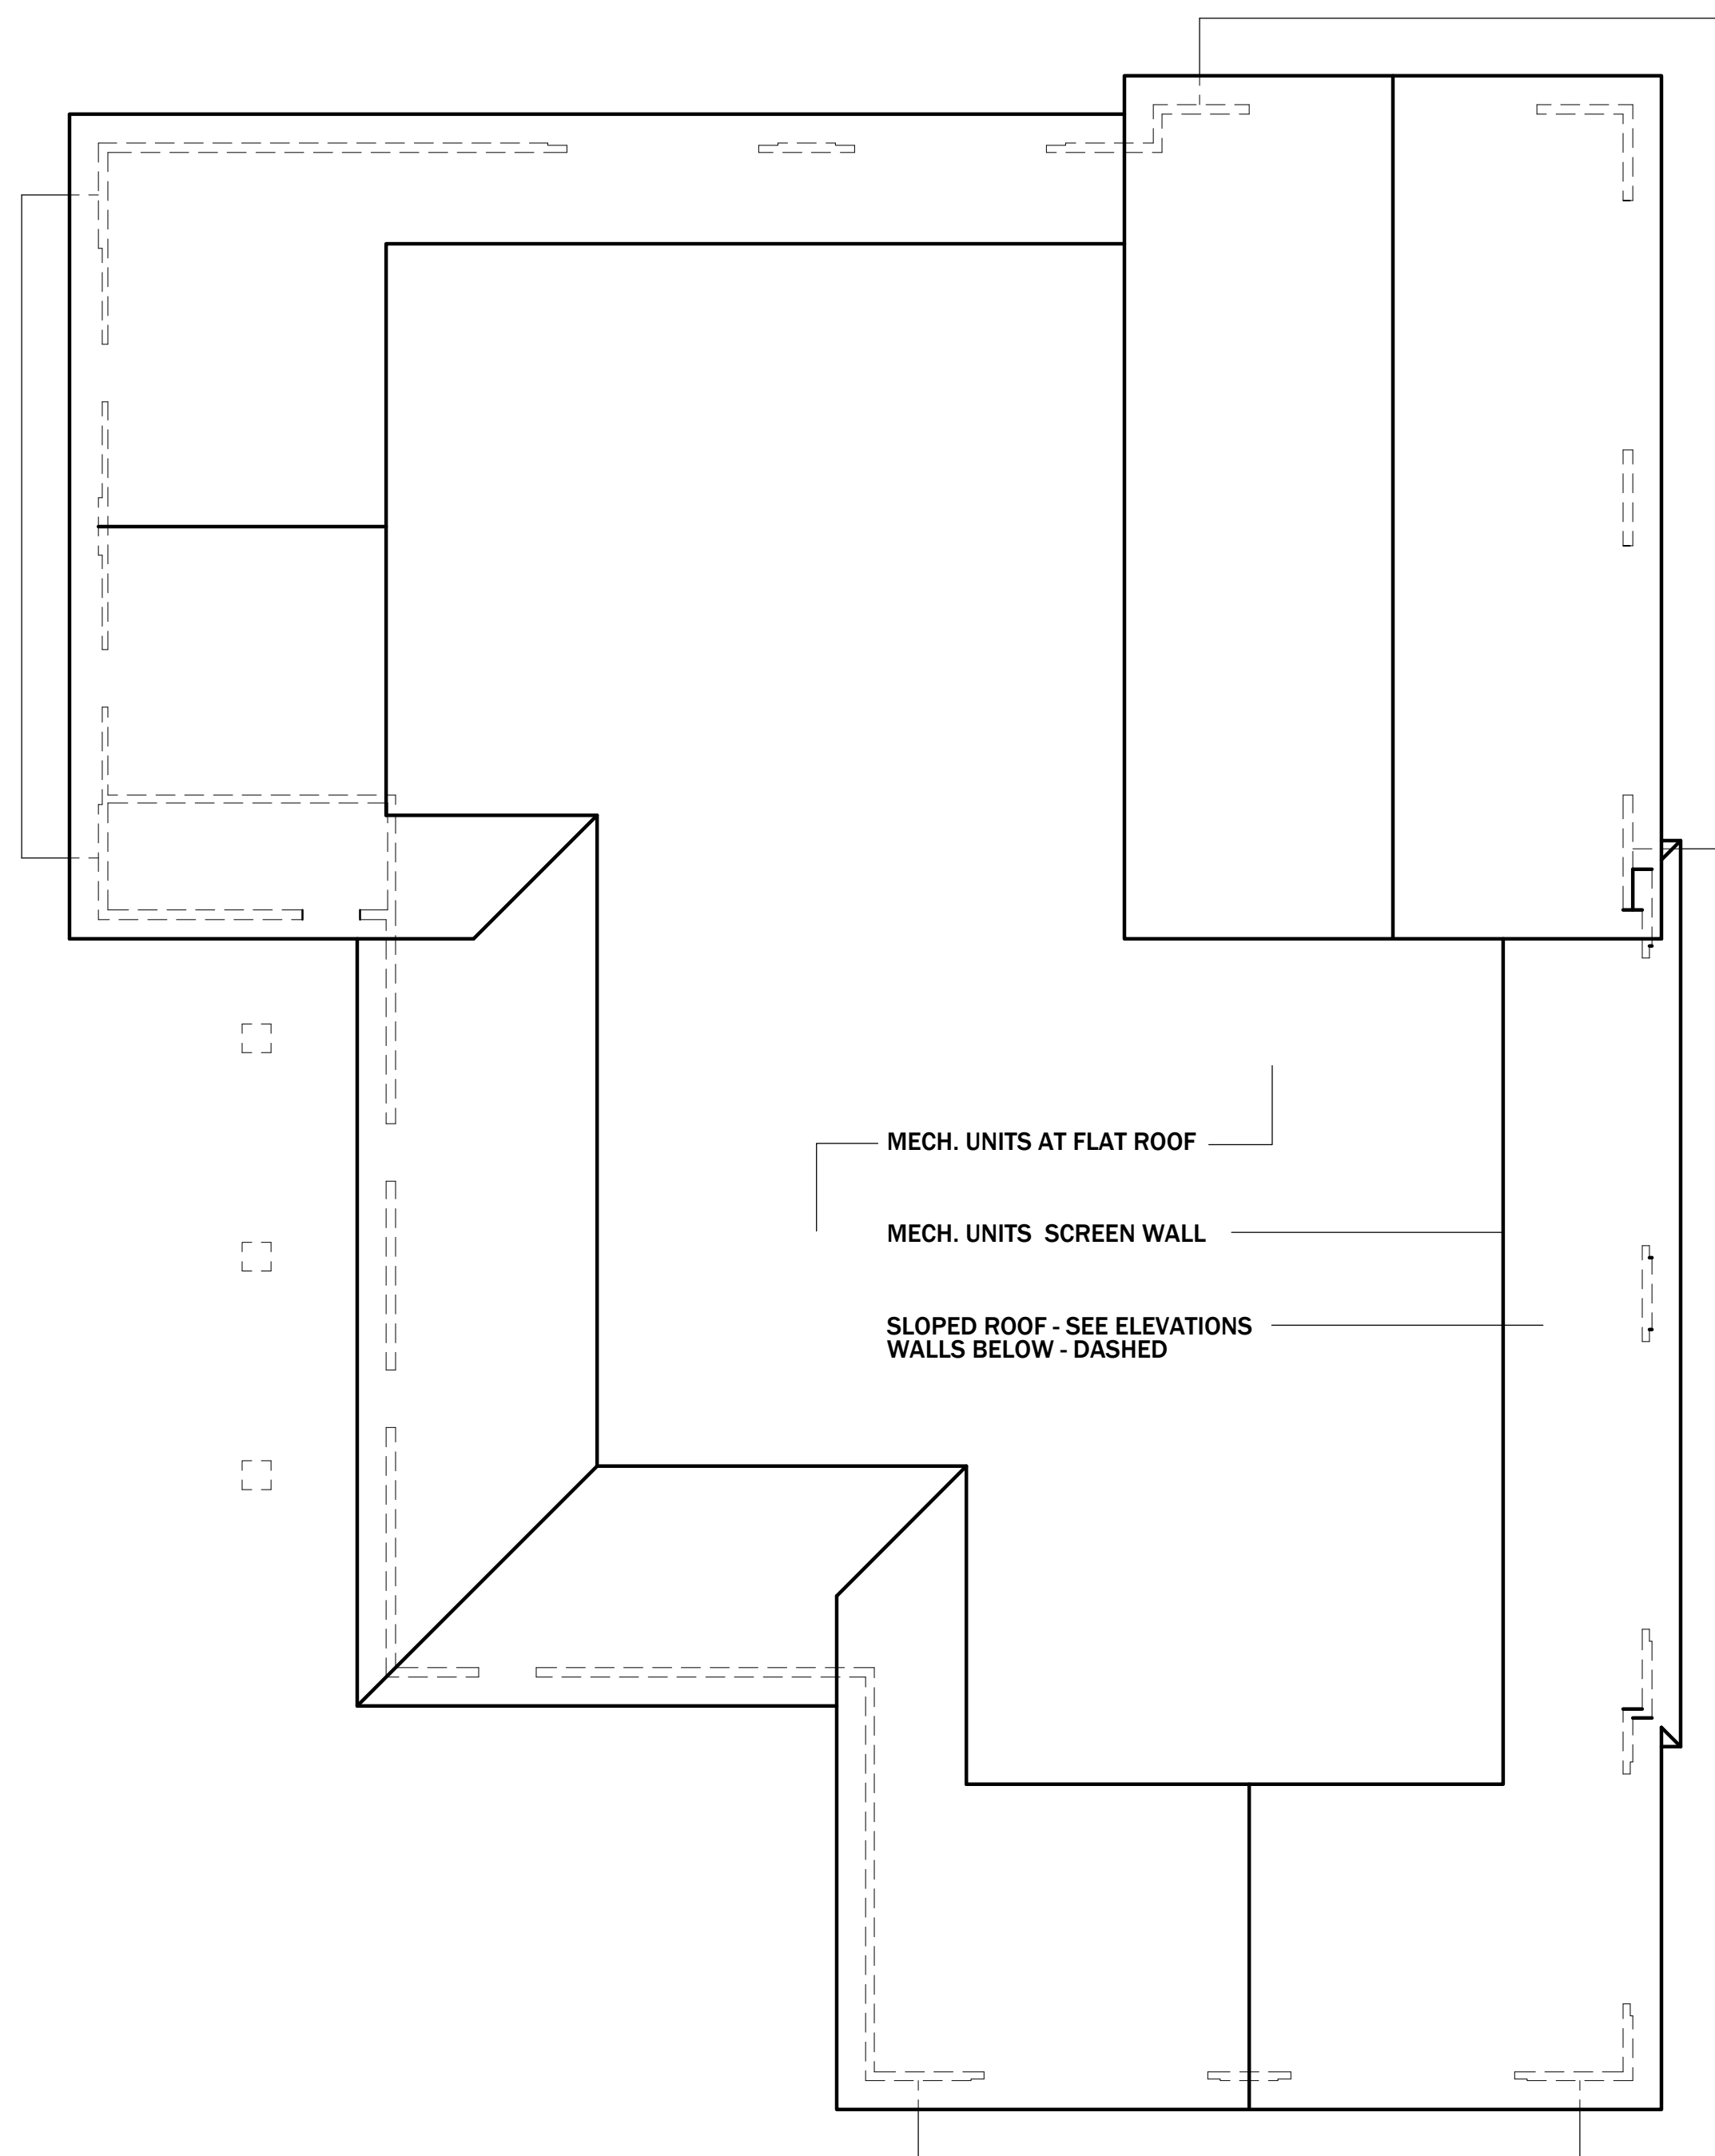 MECH. UNITS AT FLAT ROOF
MECH. UNITS SCREEN WALL
SLOPED ROOF - SEE ELEVATIONS
WALLS BELOW - DASHED